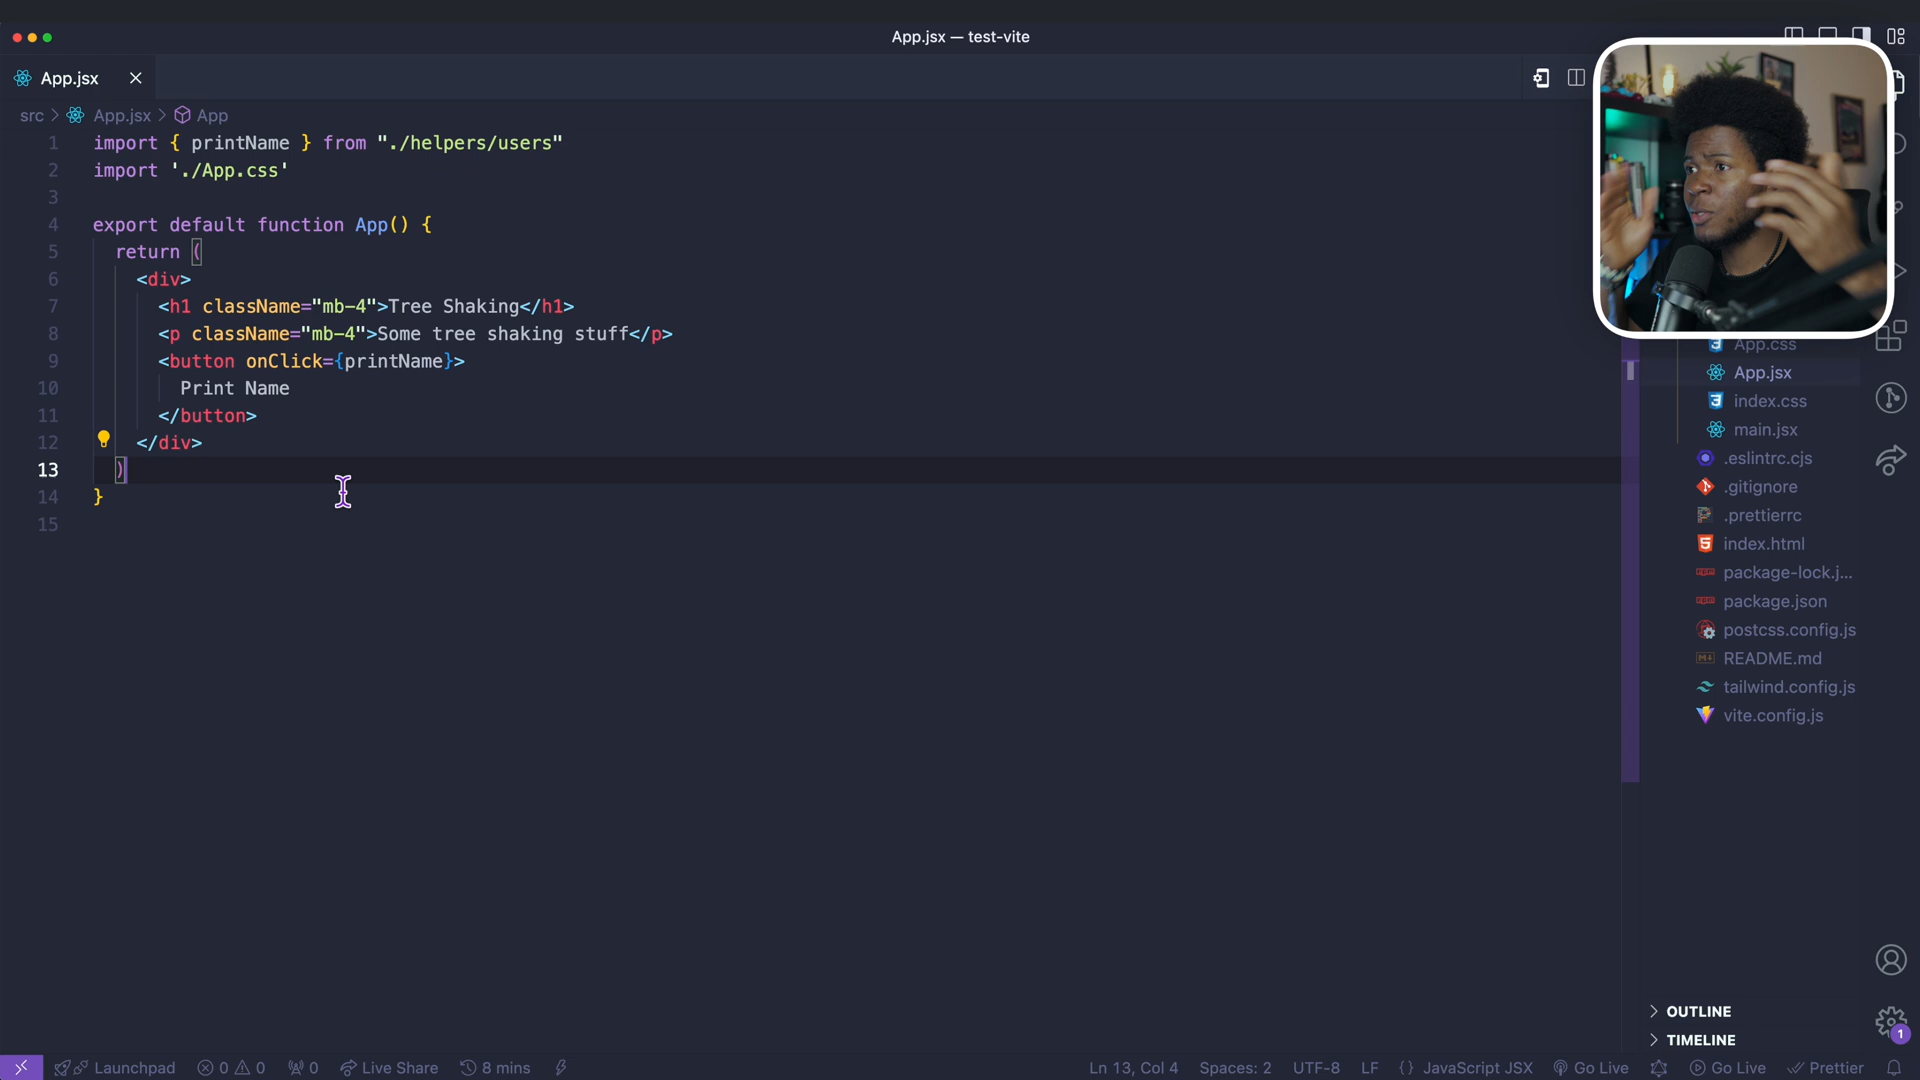 App.jsx — test-vite
App.jsx
src > App.jsx > App
1 import { printName } from "./helpers/users"
2 import './App.css'
3
4 export default function App() {
5 return (
6 <div>
7 <h1 className="mb-4">Tree Shaking</h1>
8 <p className="mb-4">Some tree shaking stuff</p>
9 <button onClick={printName}>
10 Print Name
11 </button>
12 </div>
13 )
14 }
15
App.css
App.jsx
index.css
main.jsx
.eslintrc.cjs
.gitignore
.prettierrc
index.html
package-lock.j...
package.json
postcss.config.js
README.md
tailwind.config.js
vite.config.js
OUTLINE
TIMELINE
1
Launchpad 0 0 0 Live Share 8 mins Ln 13, Col 4 Spaces: 2 UTF-8 LF {} JavaScript JSX Go Live Go Live Prettier